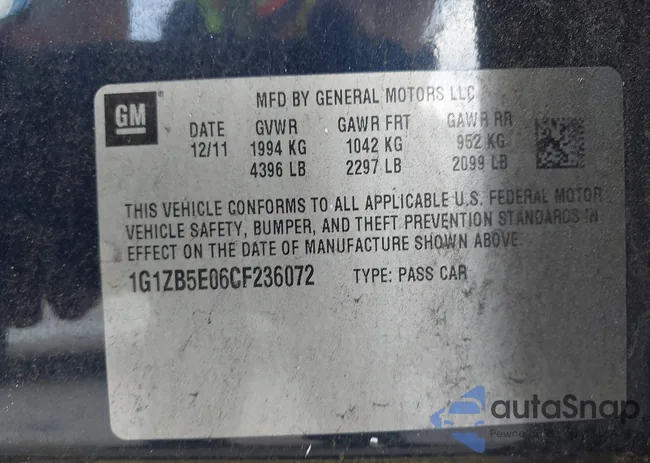 GM
MFD BY GENERAL MOTORS LLC
DATE GVWR GAWR FRT GAWR RR
12/11 1994 KG 1042 KG 952 KG
4396 LB 2297 LB 2099 LB
THIS VEHICLE CONFORMS TO ALL APPLICABLE U.S. FEDERAL MOTOR
VEHICLE SAFETY, BUMPER, AND THEFT PREVENTION STANDARDS IN
EFFECT ON THE DATE OF MANUFACTURE SHOWN ABOVE.
1G1ZB5E06CF236072 TYPE: PASS CAR
autoSnap